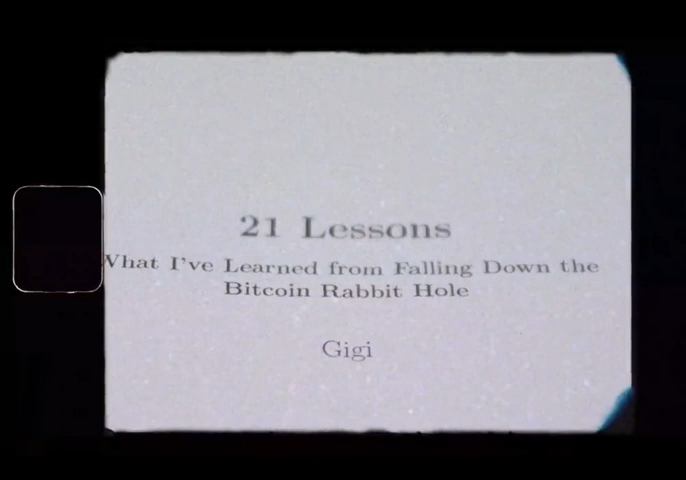 21 Lessons
What I've Learned from Falling Down the
Bitcoin Rabbit Hole
Gigi